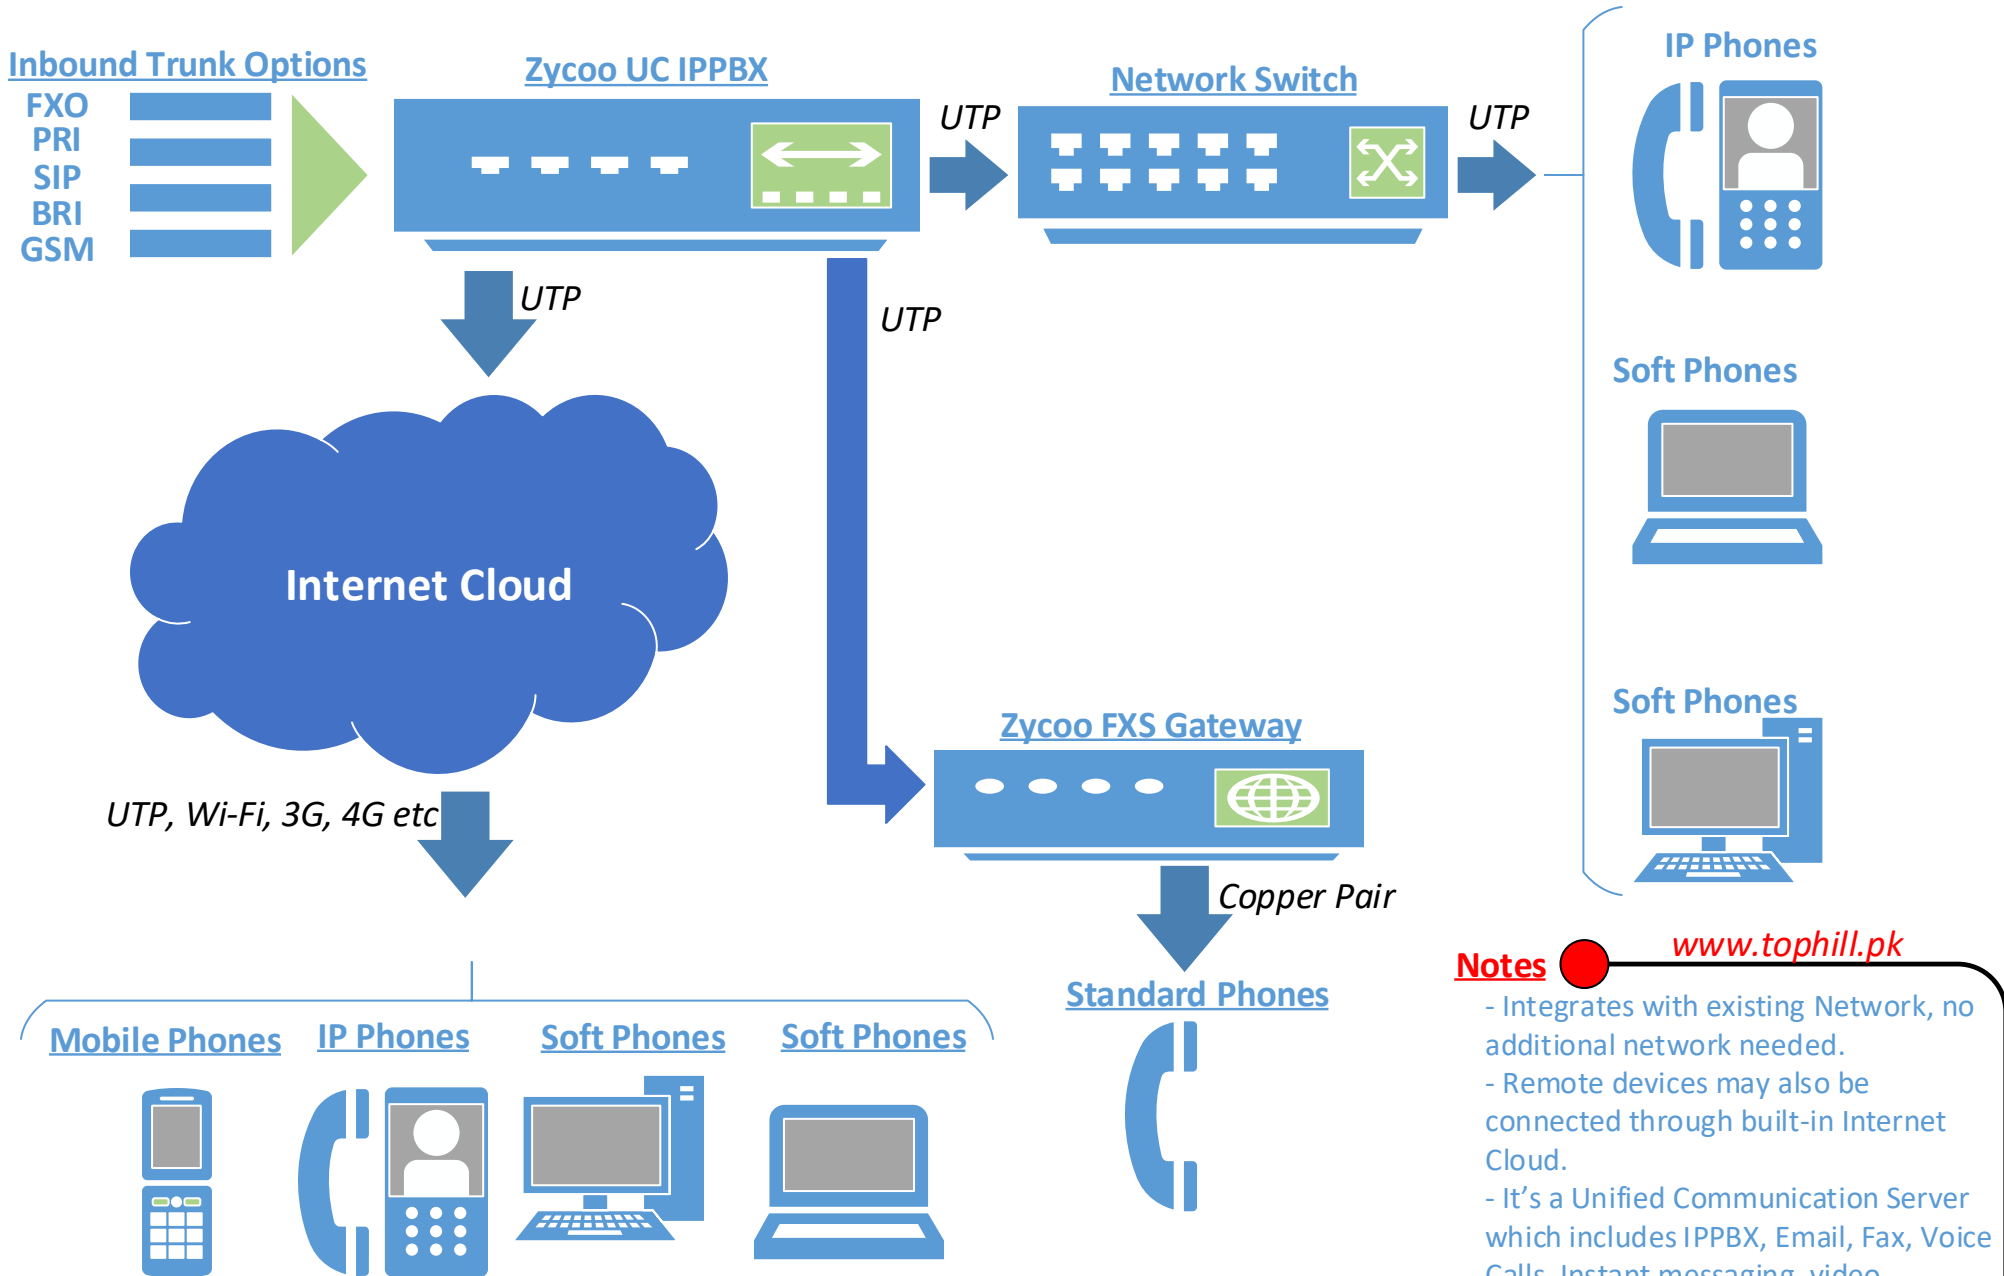 Inbound Trunk Options
FXO
PRI
SIP
BRI
GSM
Zycoo UC IPPBX
UTP
Network Switch
UTP
IP Phones
UTP
UTP
Soft Phones
Internet Cloud
Soft Phones
Zycoo FXS Gateway
UTP, Wi-Fi, 3G, 4G etc
Copper Pair
Standard Phones
Mobile Phones
IP Phones
Soft Phones
Soft Phones
www.tophill.pk
Notes
- Integrates with existing Network, no
additional network needed.
- Remote devices may also be
connected through built-in Internet
Cloud.
- It's a Unified Communication Server
which includes IPPBX, Email, Fax, Voice
Calls, Instant messaging, video